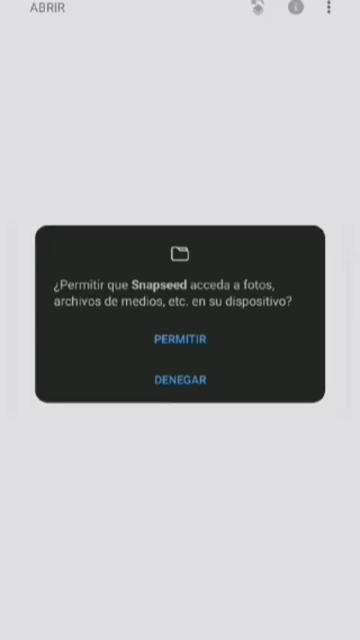 ABRIR
¿Permitir que Snapseed acceda a fotos,
archivos de medios, etc. en su dispositivo?
PERMITIR
DENEGAR